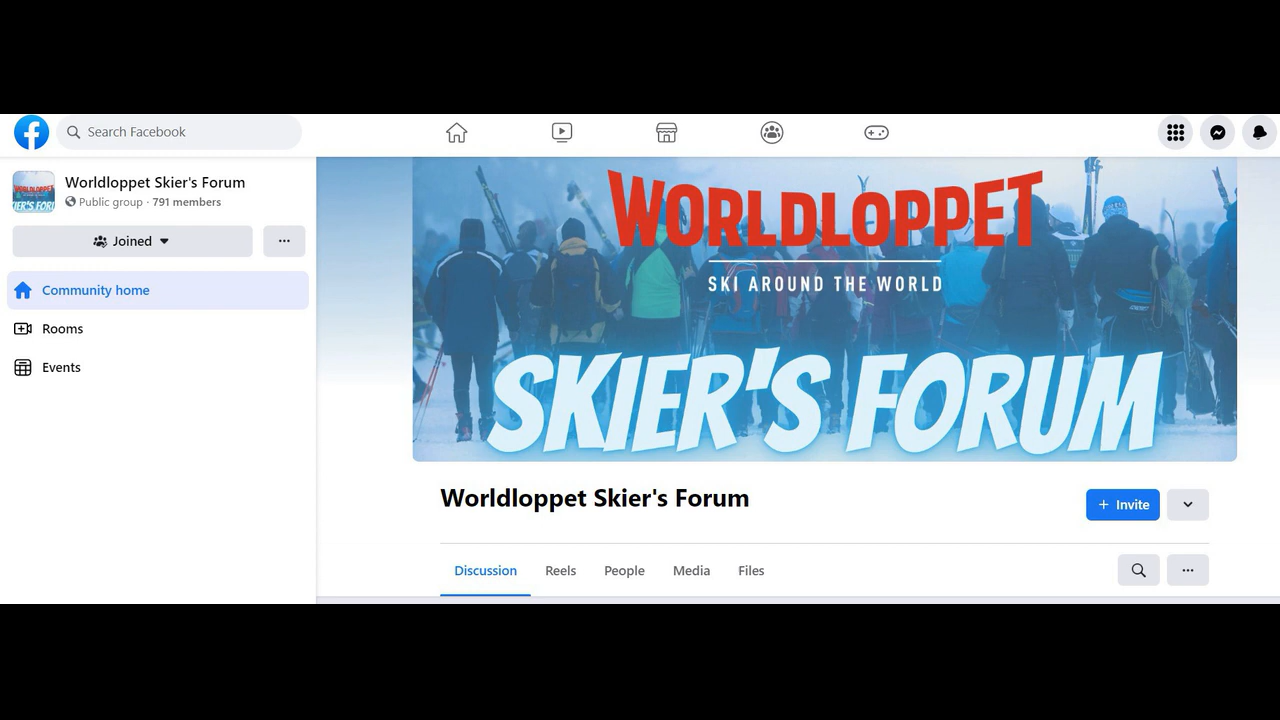 Search Facebook
Worldloppet Skier's Forum
Public group · 791 members
Joined
Community home
Rooms
Events
WORLDLOPPET
SKI AROUND THE WORLD
SKIER'S FORUM
Worldloppet Skier's Forum
+ Invite
Discussion Reels People Media Files